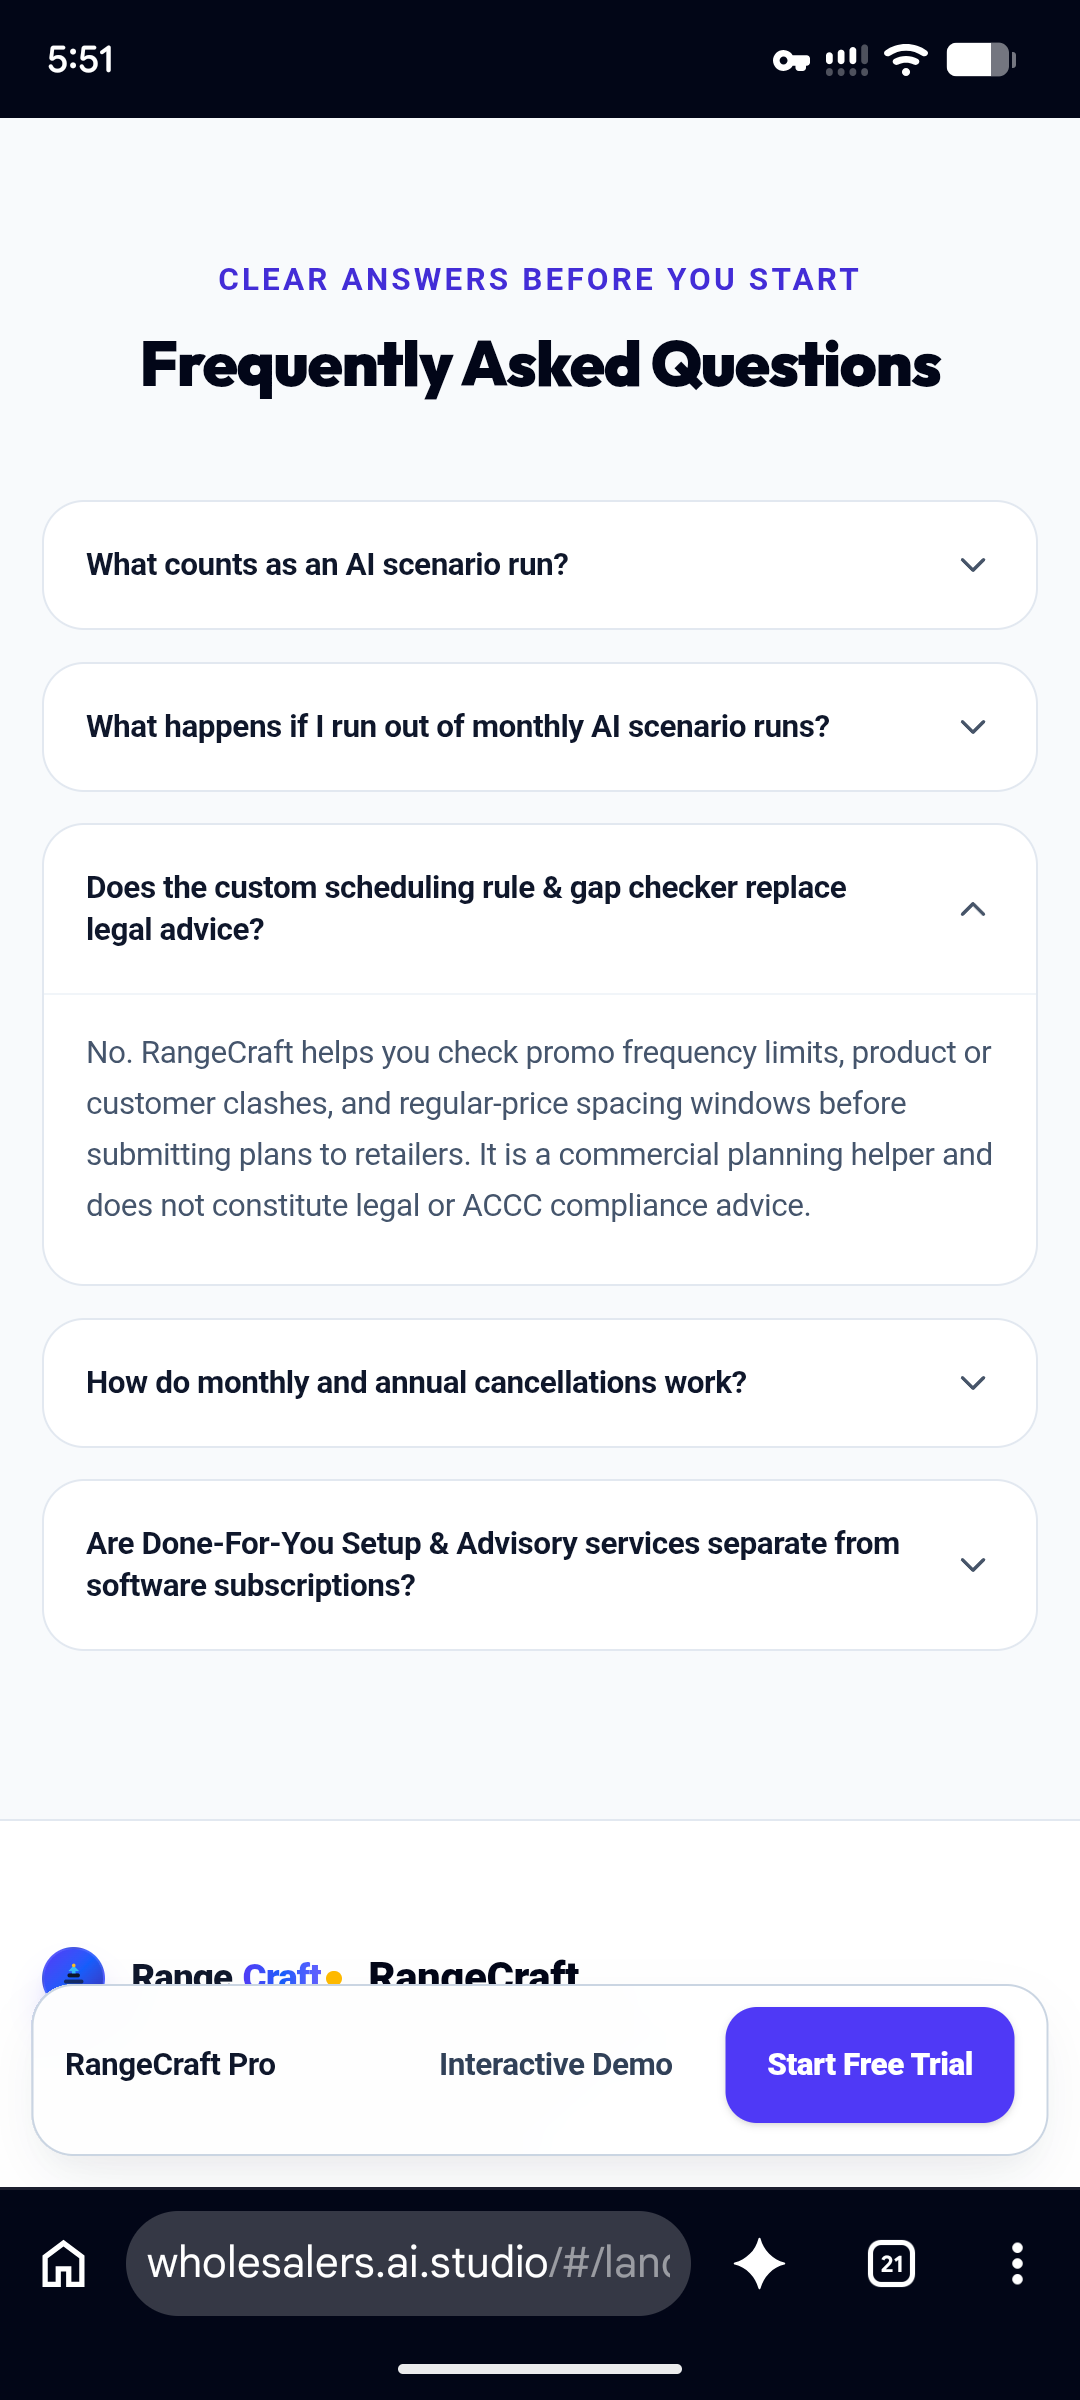 5:51
CLEAR ANSWERS BEFORE YOU START
Frequently Asked Questions
What counts as an AI scenario run?
What happens if I run out of monthly AI scenario runs?
Does the custom scheduling rule & gap checker replace
legal advice?
No. RangeCraft helps you check promo frequency limits, product or
customer clashes, and regular-price spacing windows before
submitting plans to retailers. It is a commercial planning helper and
does not constitute legal or ACCC compliance advice.
How do monthly and annual cancellations work?
Are Done-For-You Setup & Advisory services separate from
software subscriptions?
Range Craft RangeCraft
RangeCraft Pro Interactive Demo Start Free Trial
wholesalers.ai.studio/#/lanc
21